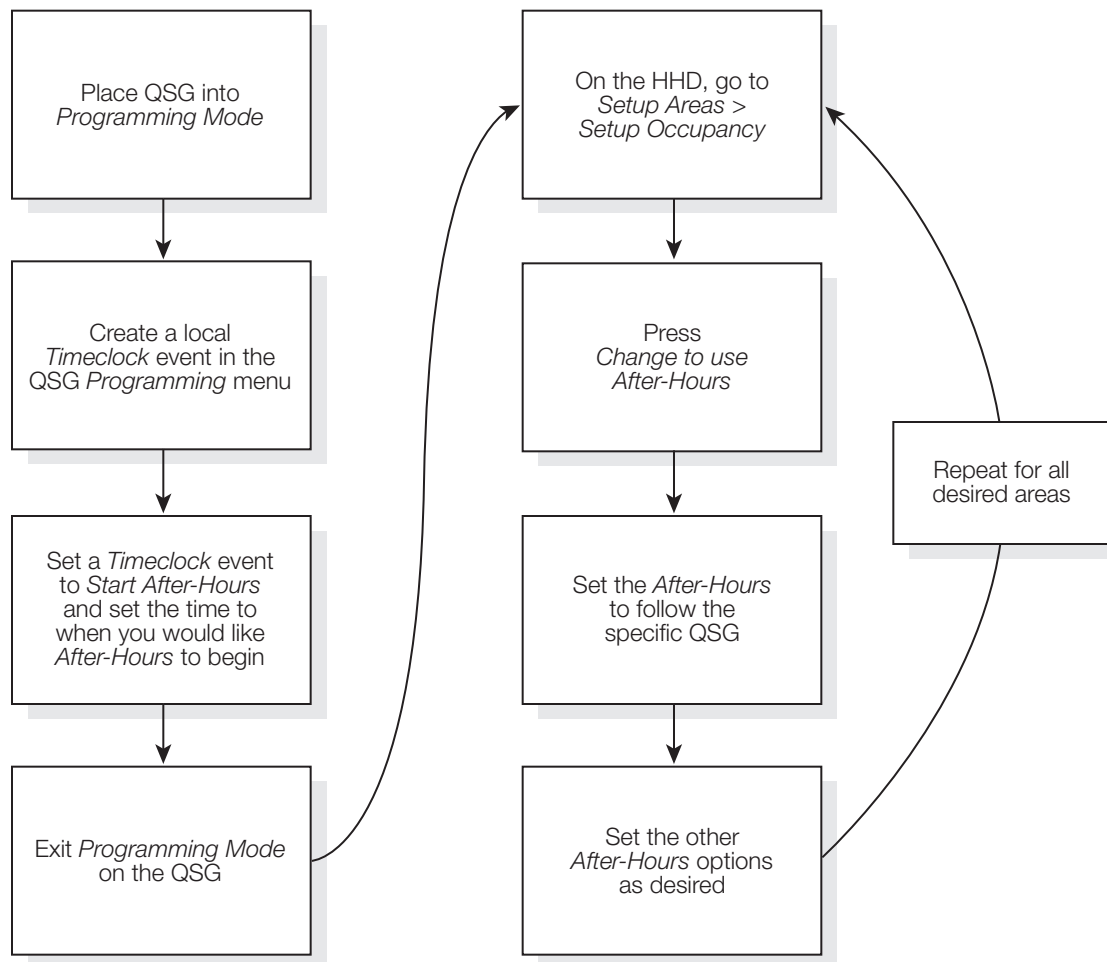 Place QSG into
Programming Mode
Create a local
Timeclock event in the
QSG Programming menu
Set a Timeclock event
to Start After-Hours
and set the time to
when you would like
After-Hours to begin
Exit Programming Mode
on the QSG
On the HHD, go to
Setup Areas >
Setup Occupancy
Press
Change to use
After-Hours
Set the After-Hours
to follow the
specific QSG
Set the other
After-Hours options
as desired
Repeat for all
desired areas